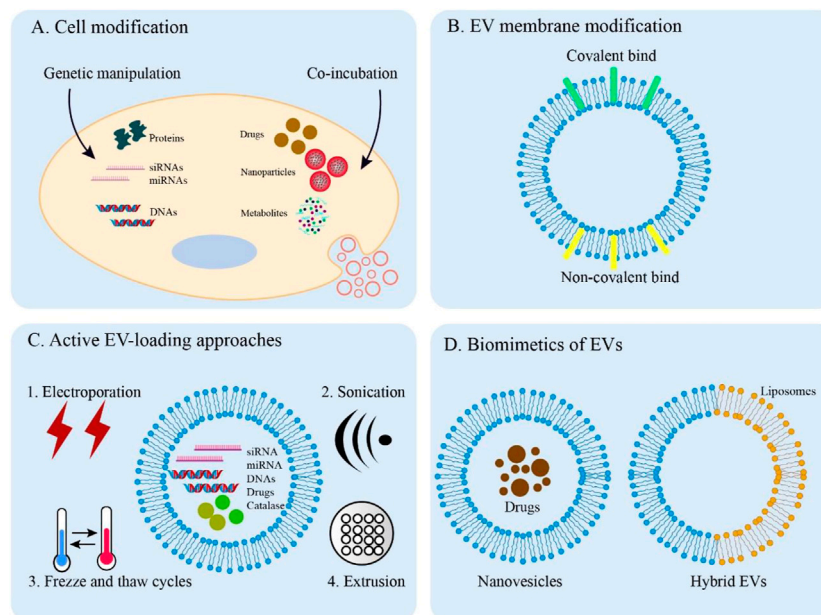 A. Cell modification
Genetic manipulation
Co-incubation
Proteins
siRNAs
miRNAs
DNAs
Drugs
Nanoparticles
Metabolites
B. EV membrane modification
Covalent bind
Non-covalent bind
C. Active EV-loading approaches
1. Electroporation
2. Sonication
siRNA
miRNA
DNAs
Drugs
Catalase
3. Frezze and thaw cycles
4. Extrusion
D. Biomimetics of EVs
Liposomes
Drugs
Nanovesicles
Hybrid EVs